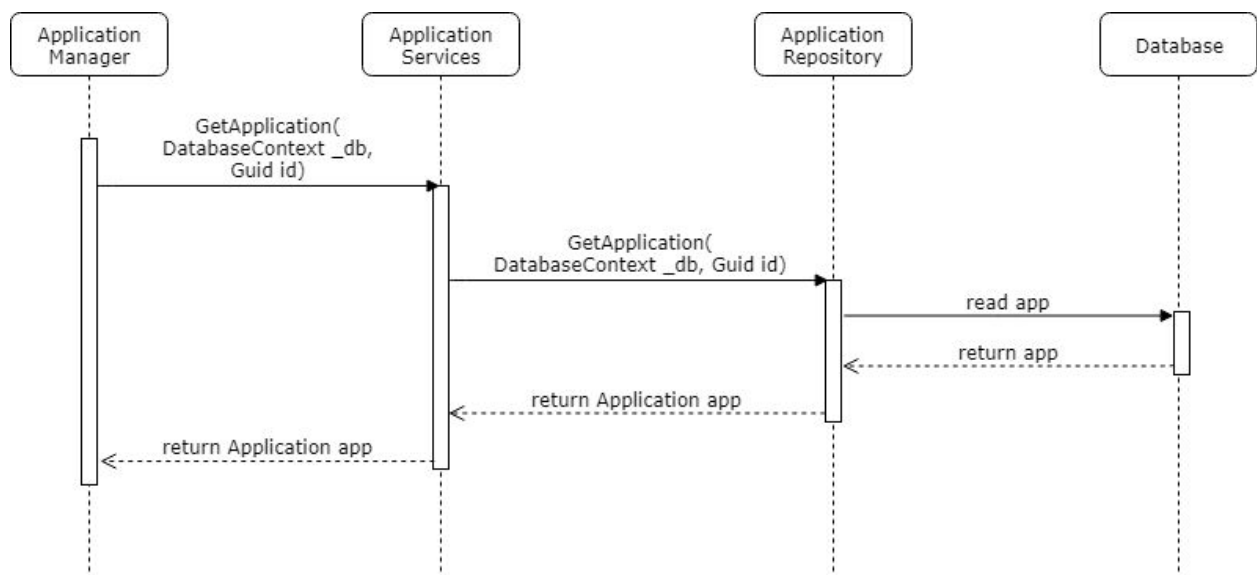 Application
Manager
Application
Services
Application
Repository
Database
GetApplication(
DatabaseContext _db,
Guid id)
GetApplication(
DatabaseContext _db, Guid id)
read app
return app
return Application app
return Application app